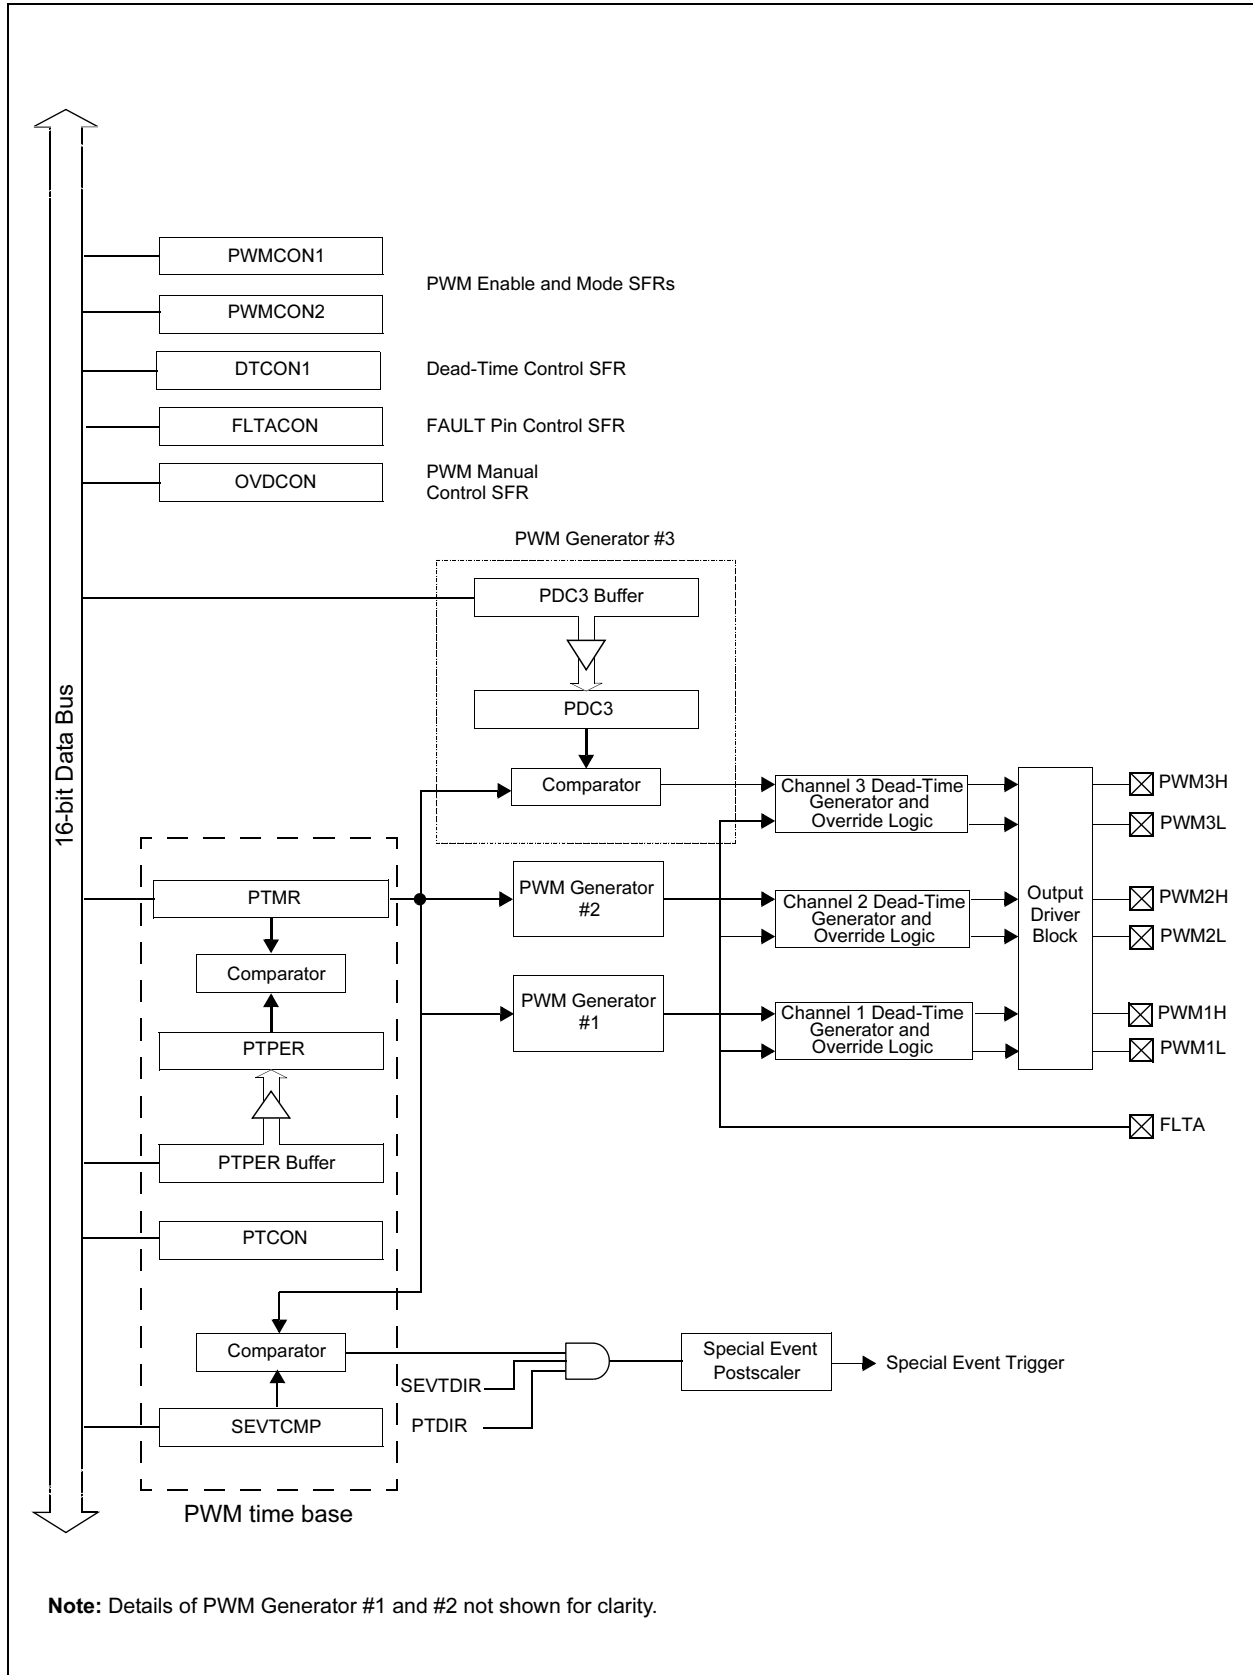 PWMCON1
PWM Enable and Mode SFRs
PWMCON2
DTCON1
Dead-Time Control SFR
FLTACON
FAULT Pin Control SFR
OVDCON
PWM Manual
Control SFR
PWM Generator #3
PDC3 Buffer
PDC3
Comparator
16-bit Data Bus
Channel 3 Dead-Time
Generator and
Override Logic
PWM3H
PWM3L
PTMR
PWM Generator
#2
Channel 2 Dead-Time
Generator and
Override Logic
Output
Driver
Block
PWM2H
PWM2L
Comparator
PWM Generator
#1
Channel 1 Dead-Time
Generator and
Override Logic
PWM1H
PWM1L
PTPER
FLTA
PTPER Buffer
PTCON
Comparator
SEVTDIR
PTDIR
Special Event
Postscaler
Special Event Trigger
SEVTCMP
PWM time base
Note: Details of PWM Generator #1 and #2 not shown for clarity.